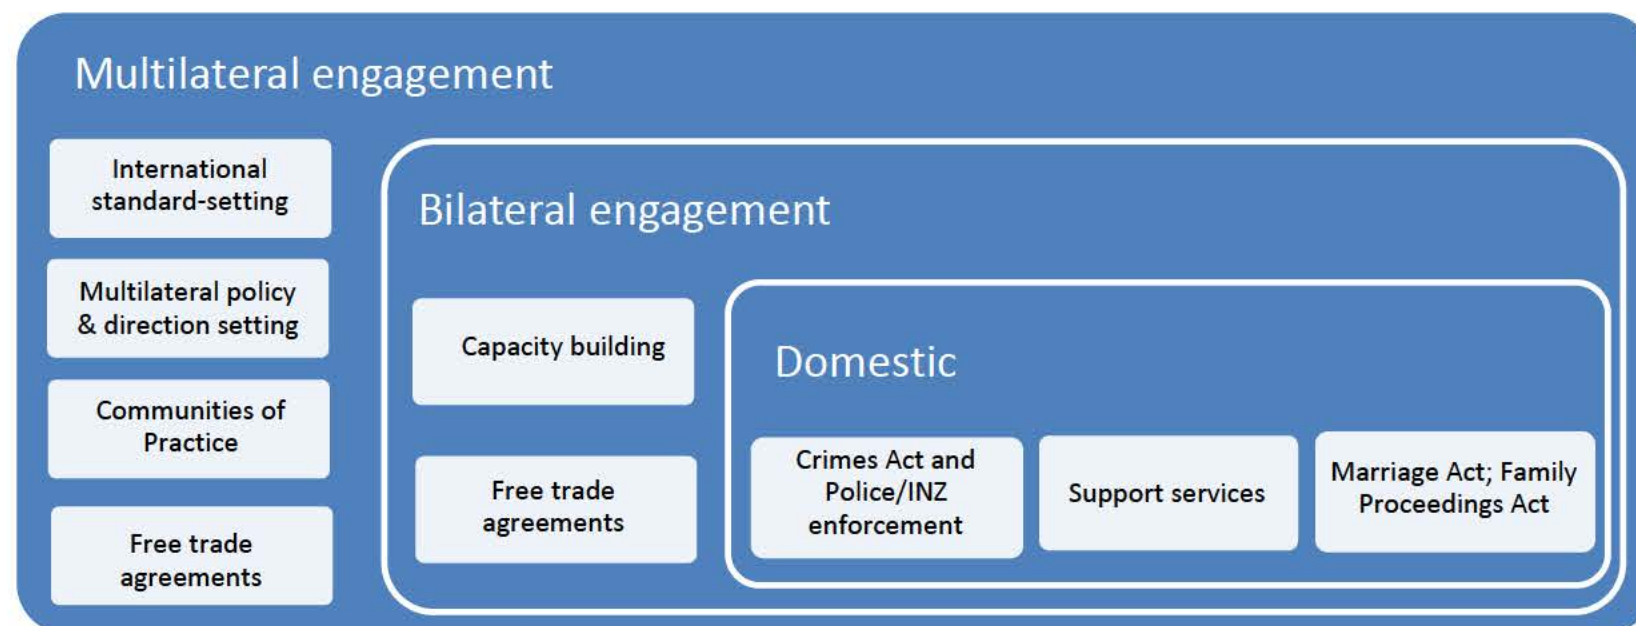 Multilateral engagement
International
standard-setting
Multilateral policy
& direction setting
Communities of
Practice
Free trade
agreements
Bilateral engagement
Capacity building
Free trade
agreements
Domestic
Crimes Act and
Police/INZ
enforcement
Support services
Marriage Act; Family
Proceedings Act